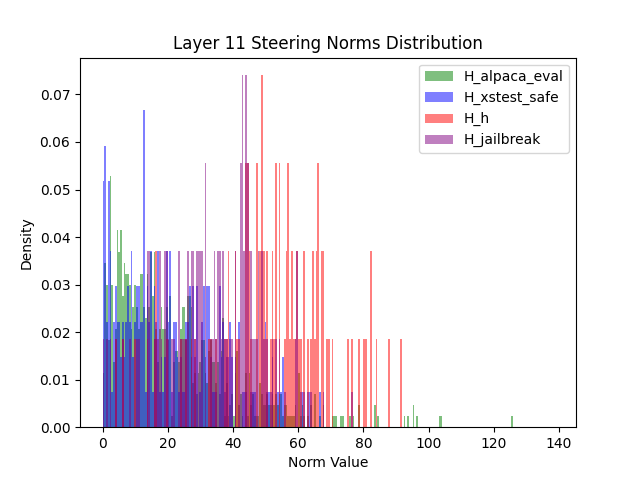 Layer 11 Steering Norms Distribution
H_alpaca_eval
H_xstest_safe
H_h
H_jailbreak
Density
0.07
0.06
0.05
0.04
0.03
0.02
0.01
0.00
0 20 40 60 80 100 120 140
Norm Value